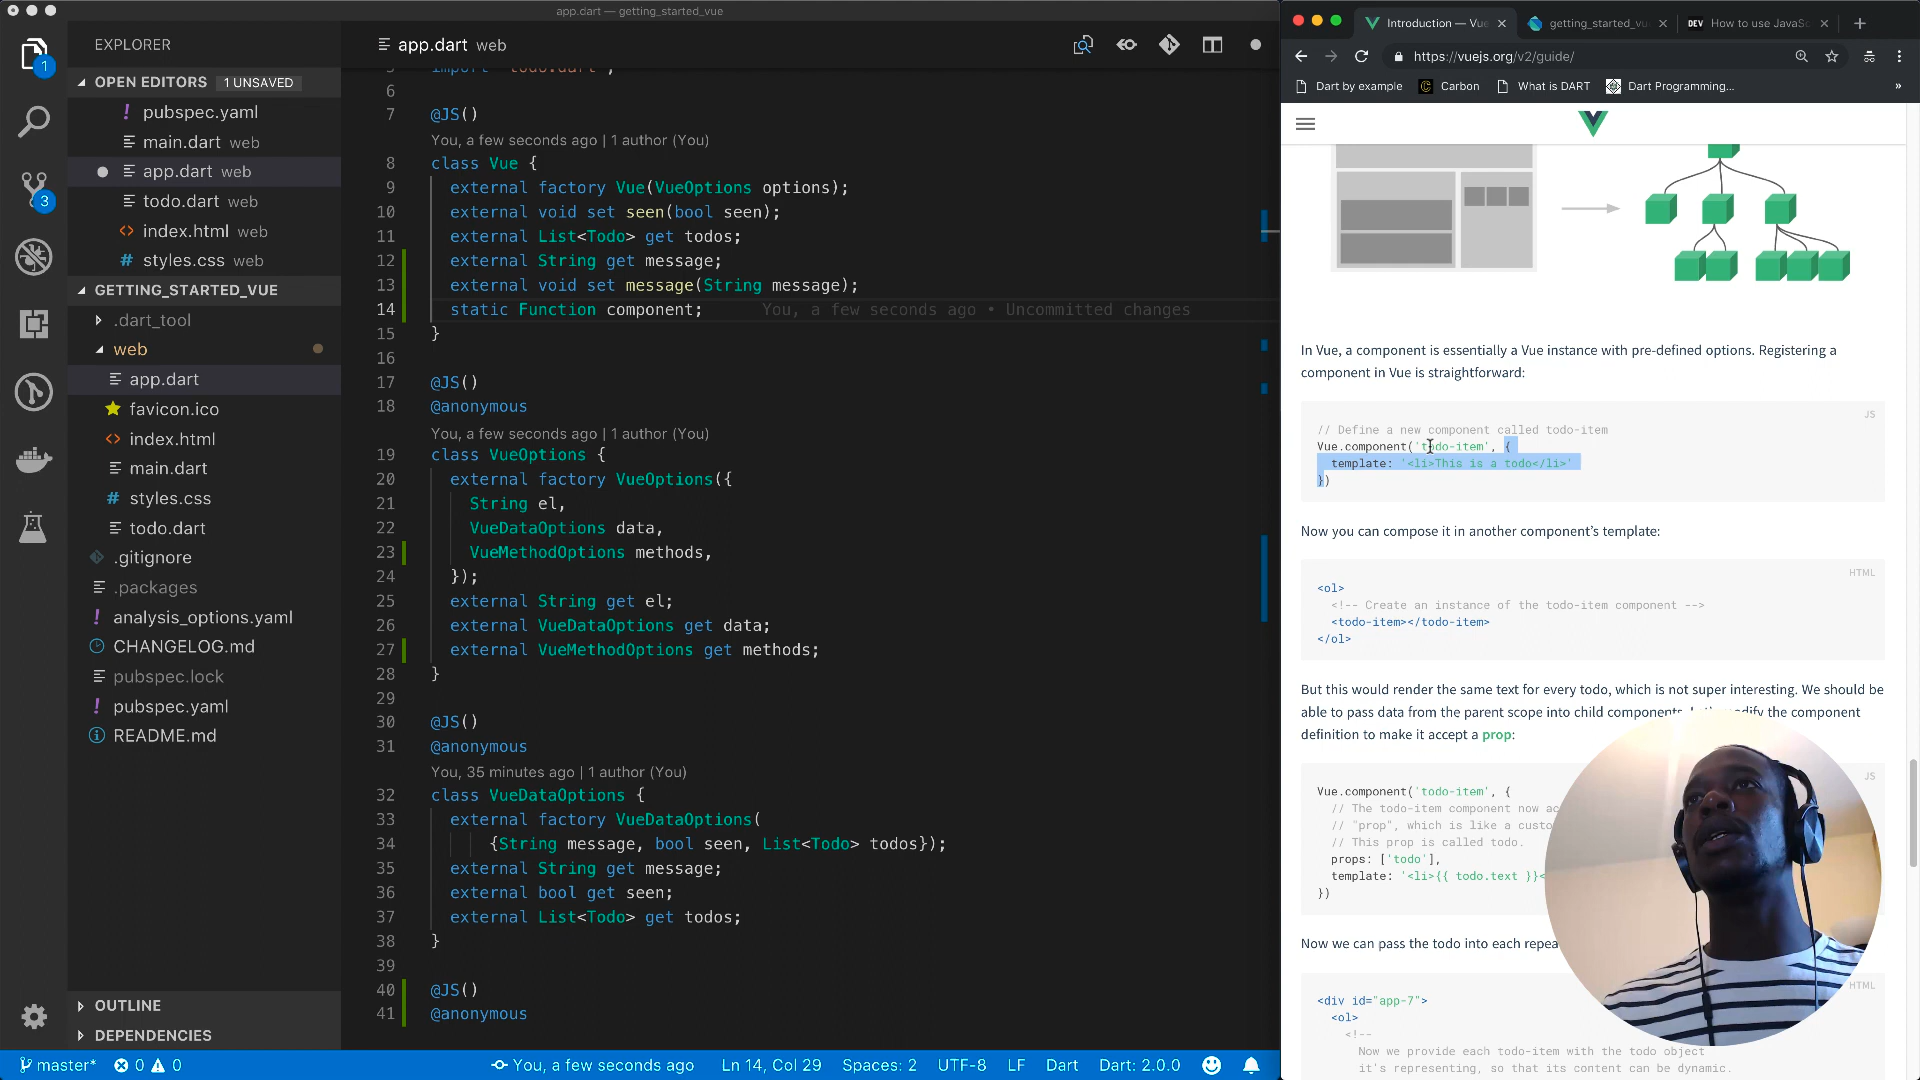 app.dart — getting_started_vue
EXPLORER
OPEN EDITORS 1 UNSAVED
! pubspec.yaml
main.dart web
app.dart web
todo.dart web
<> index.html web
# styles.css web
GETTING_STARTED_VUE
.dart_tool
web
app.dart
favicon.ico
<> index.html
main.dart
# styles.css
todo.dart
.gitignore
.packages
! analysis_options.yaml
CHANGELOG.md
pubspec.lock
! pubspec.yaml
README.md
OUTLINE
DEPENDENCIES
1
3
app.dart web
import 'todo.dart';
6
7 @JS()
You, a few seconds ago | 1 author (You)
8 class Vue {
9 external factory Vue(VueOptions options);
10 external void set seen(bool seen);
11 external List<Todo> get todos;
12 external String get message;
13 external void set message(String message);
14 static Function component; You, a few seconds ago • Uncommitted changes
15 }
16
17 @JS()
18 @anonymous
You, a few seconds ago | 1 author (You)
19 class VueOptions {
20 external factory VueOptions({
21 String el,
22 VueDataOptions data,
23 VueMethodOptions methods,
24 });
25 external String get el;
26 external VueDataOptions get data;
27 external VueMethodOptions get methods;
28 }
29
30 @JS()
31 @anonymous
You, 35 minutes ago | 1 author (You)
32 class VueDataOptions {
33 external factory VueDataOptions(
34 {String message, bool seen, List<Todo> todos});
35 external String get message;
36 external bool get seen;
37 external List<Todo> get todos;
38 }
39
40 @JS()
41 @anonymous
master* 0 0 You, a few seconds ago Ln 14, Col 29 Spaces: 2 UTF-8 LF Dart Dart: 2.0.0
Introduction — Vue getting_started_vu DEV How to use JavaSc
https://vuejs.org/v2/guide/
Dart by example Carbon What is DART Dart Programming... »
In Vue, a component is essentially a Vue instance with pre-defined options. Registering a
component in Vue is straightforward:
JS
// Define a new component called todo-item
Vue.component('todo-item', {
template: '<li>This is a todo</li>'
})
Now you can compose it in another component's template:
HTML
<ol>
<!-- Create an instance of the todo-item component -->
<todo-item></todo-item>
</ol>
But this would render the same text for every todo, which is not super interesting. We should be
able to pass data from the parent scope into child components. the component
definition to make it accept a prop:
JS
Vue.component('todo-item', {
// The todo-item component now ac
// "prop", which is like a custo
// This prop is called todo.
props: ['todo'],
template: '<li>{{ todo.text }}<
})
Now we can pass the todo into each repea
HTML
<div id="app-7">
<ol>
<!--
Now we provide each todo-item with the todo object
it's representing, so that its content can be dynamic.